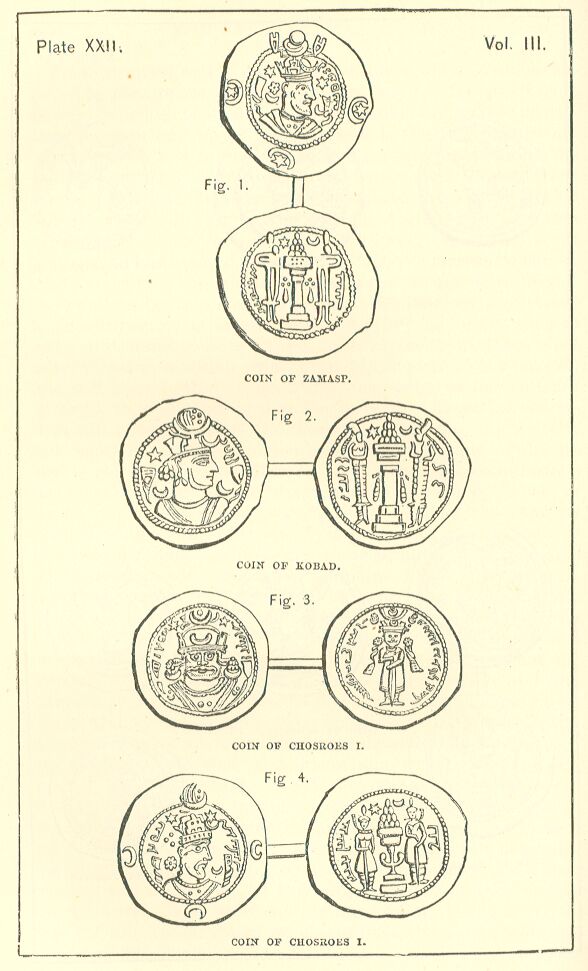 Plate XXII.
Vol. III.
Fig. 1.
COIN OF ZAMASP.
Fig 2.
COIN OF KOBAD.
Fig. 3.
COIN OF CHOSROES I.
Fig. 4.
COIN OF CHOSROES I.